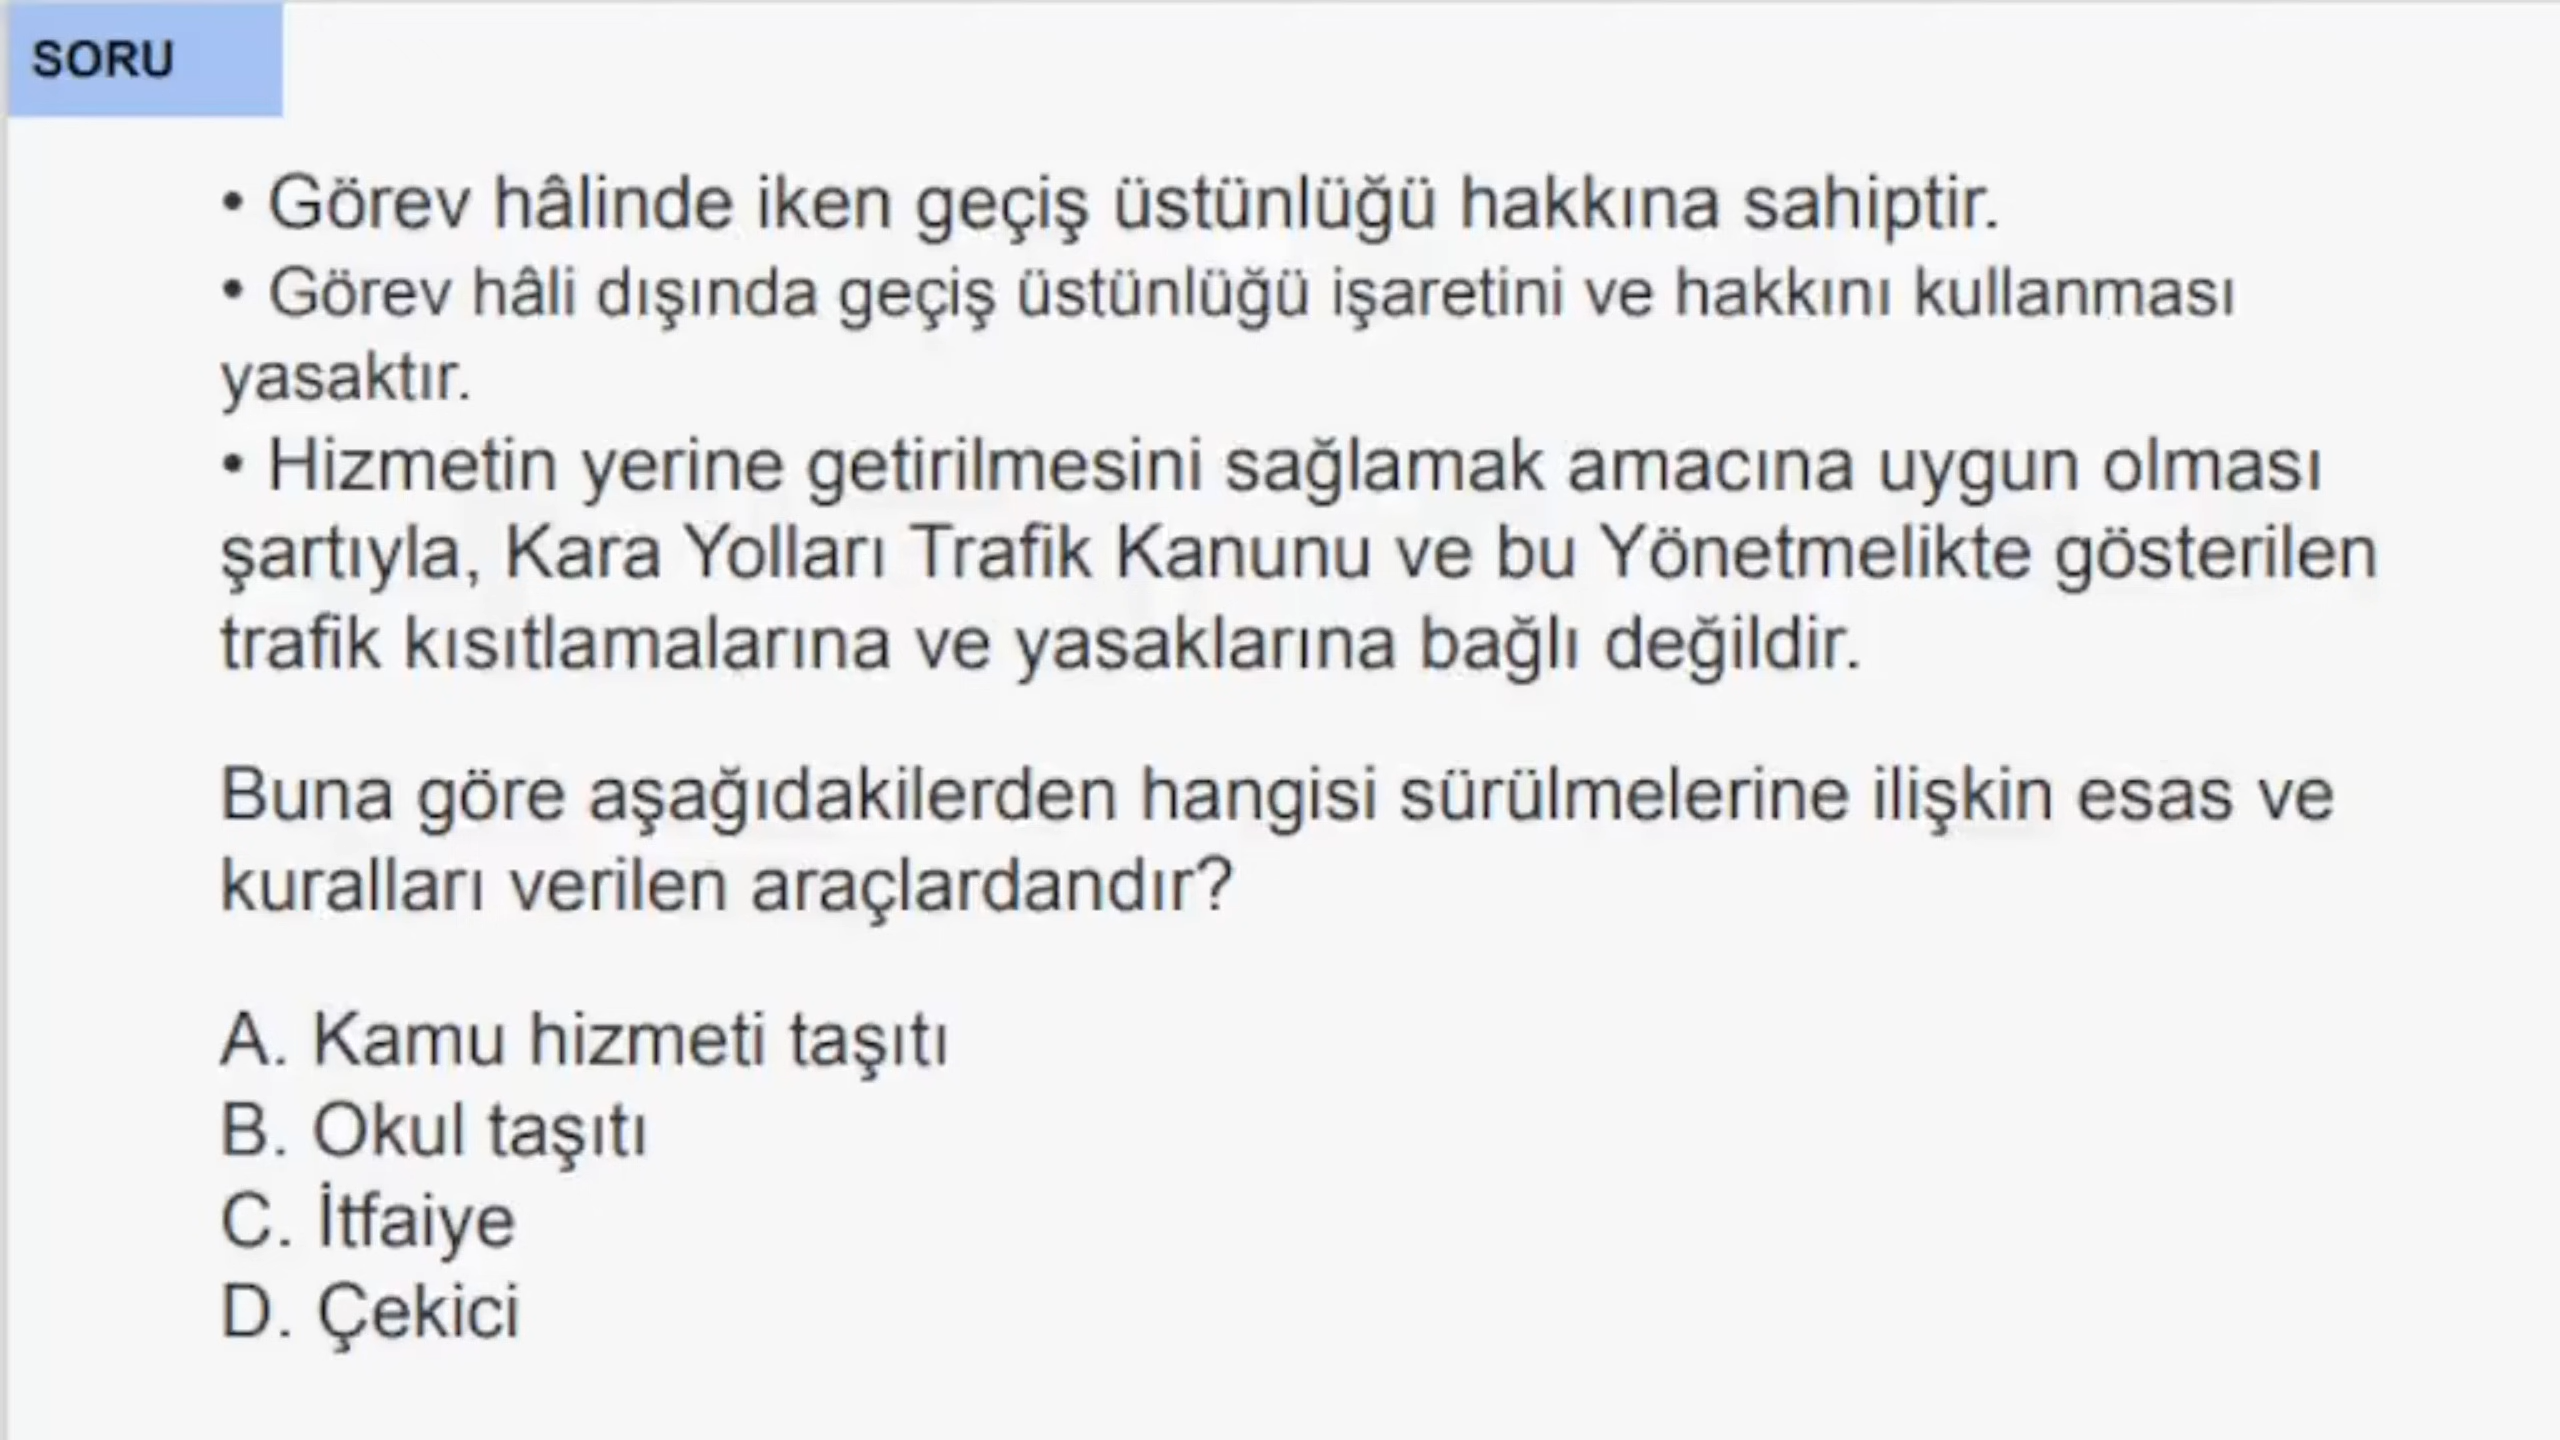 SORU
• Görev hâlinde iken geçiş üstünlüğü hakkına sahiptir.
• Görev hâli dışında geçiş üstünlüğü işaretini ve hakkını kullanması
yasaktır.
• Hizmetin yerine getirilmesini sağlamak amacına uygun olması
şartıyla, Kara Yolları Trafik Kanunu ve bu Yönetmelikte gösterilen
trafik kısıtlamalarına ve yasaklarına bağlı değildir.
Buna göre aşağıdakilerden hangisi sürülmelerine ilişkin esas ve
kuralları verilen araçlardandır?
A. Kamu hizmeti taşıtı
B. Okul taşıtı
C. İtfaiye
D. Çekici